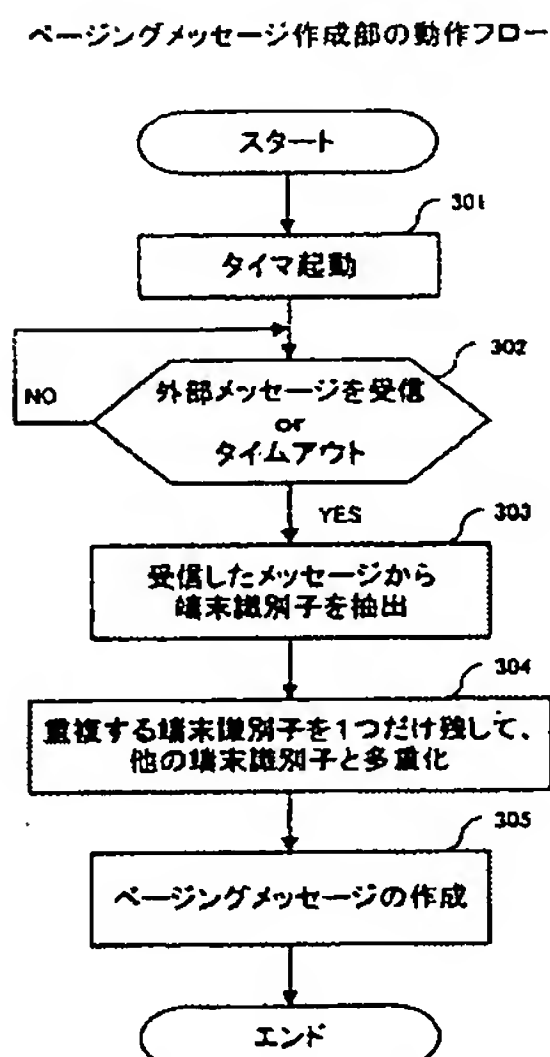 ページングメッセージ作成部の動作フロー
スタート
301
タイマ起動
302
NO
外部メッセージを受信
or
タイムアウト
YES
303
受信したメッセージから
端末識別子を抽出
304
重複する端末識別子を1つだけ残して、
他の端末識別子と多重化
305
ページングメッセージの作成
エンド